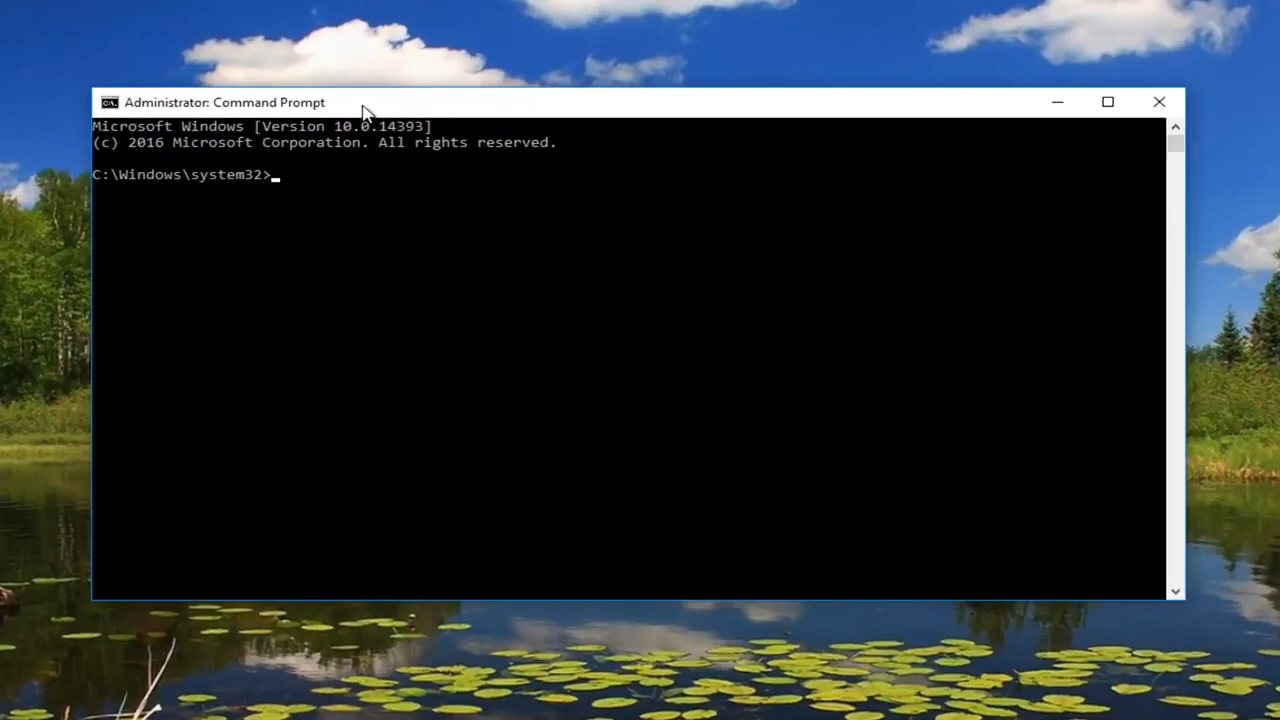 Administrator: Command Prompt
Microsoft Windows [Version 10.0.14393]
(c) 2016 Microsoft Corporation. All rights reserved.
C:\Windows\system32>